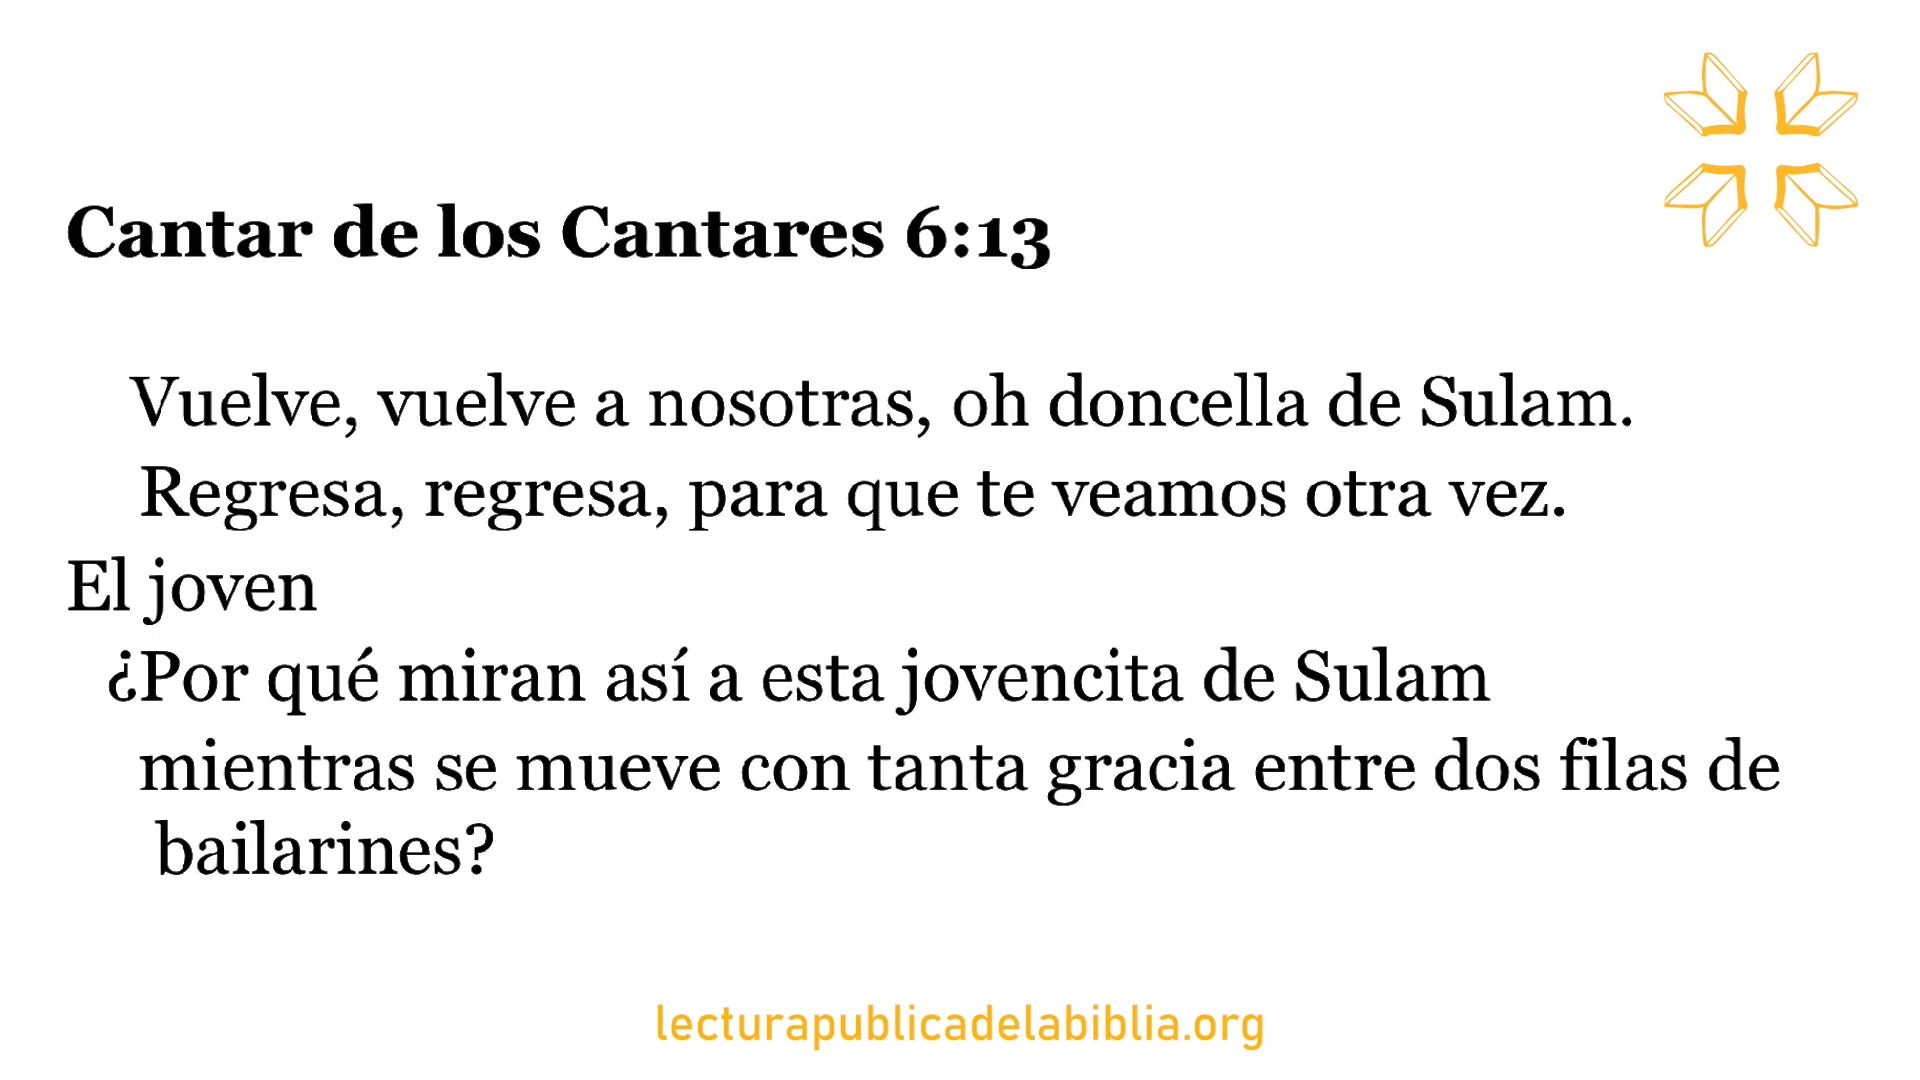 Cantar de los Cantares 6:13
Vuelve, vuelve a nosotras, oh doncella de Sulam.
Regresa, regresa, para que te veamos otra vez.
El joven
¿Por qué miran así a esta jovencita de Sulam
mientras se mueve con tanta gracia entre dos filas de
bailarines?
lecturapublicadelabiblia.org